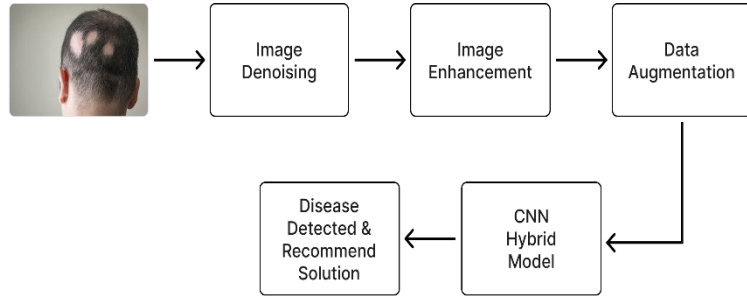 Image
Denoising
Image
Enhancement
Data
Augmentation
CNN
Hybrid
Model
Disease
Detected &
Recommend
Solution